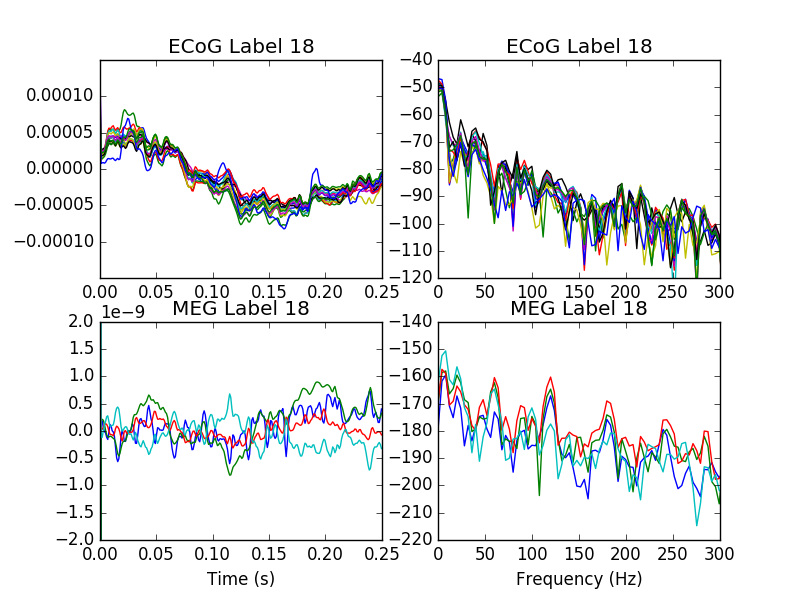 ECoG Label 18
0.00010
0.00005
0.00000
−0.00005
−0.00010
0.00 0.05 0.10 0.15 0.20 0.25
ECoG Label 18
−40
−50
−60
−70
−80
−90
−100
−110
−120
0 50 100 150 200 250 300
MEG Label 18
1e−9
2.0
1.5
1.0
0.5
0.0
−0.5
−1.0
−1.5
−2.0
0.00 0.05 0.10 0.15 0.20 0.25
Time (s)
MEG Label 18
−140
−150
−160
−170
−180
−190
−200
−210
−220
0 50 100 150 200 250 300
Frequency (Hz)